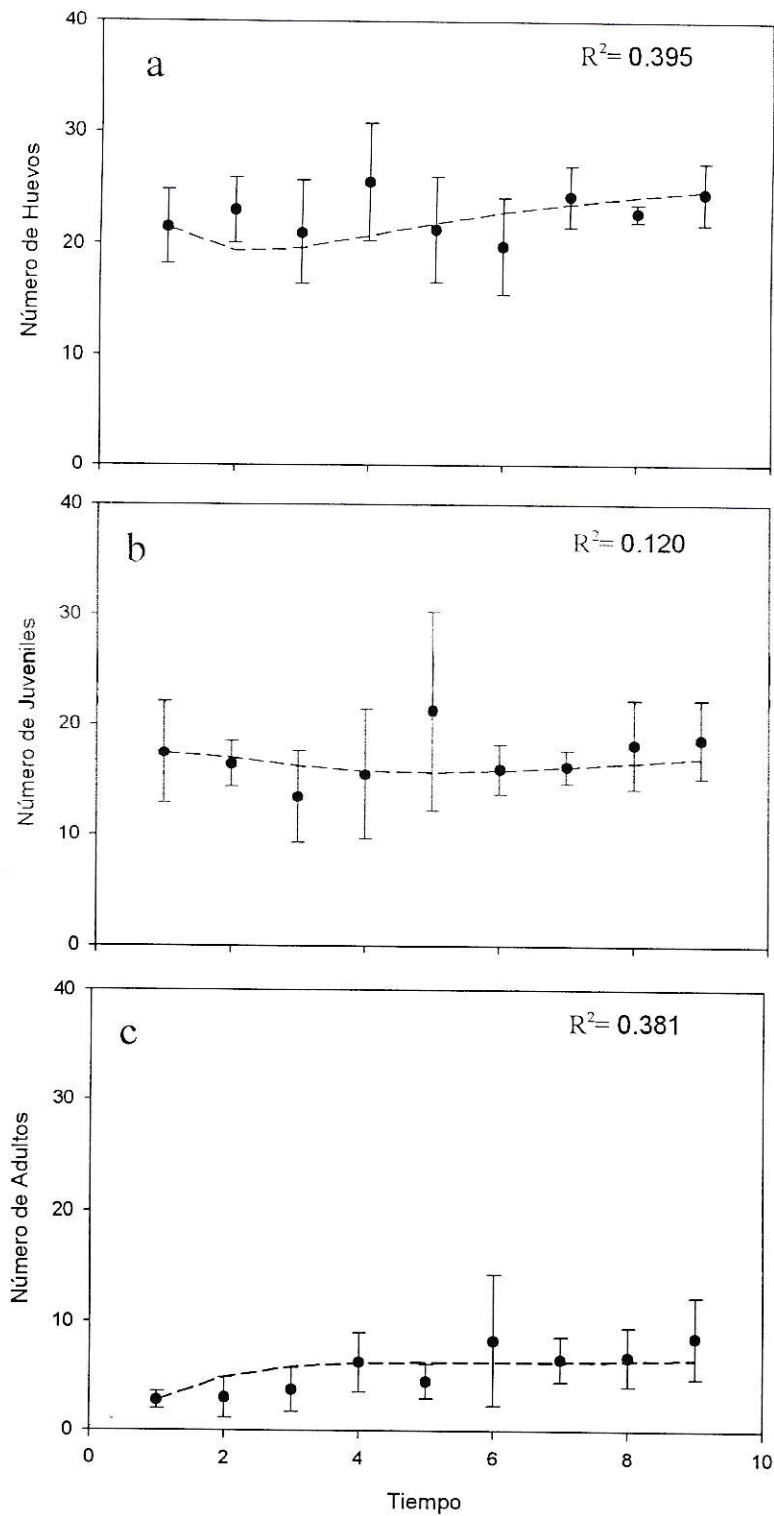 40
a
R²= 0.395
30
20
10
0
Número de Huevos
40
b
R²= 0.120
30
20
10
0
Número de Juveniles
40
c
R²= 0.381
30
20
10
0
Número de Adultos
0 2 4 6 8 10
Tiempo